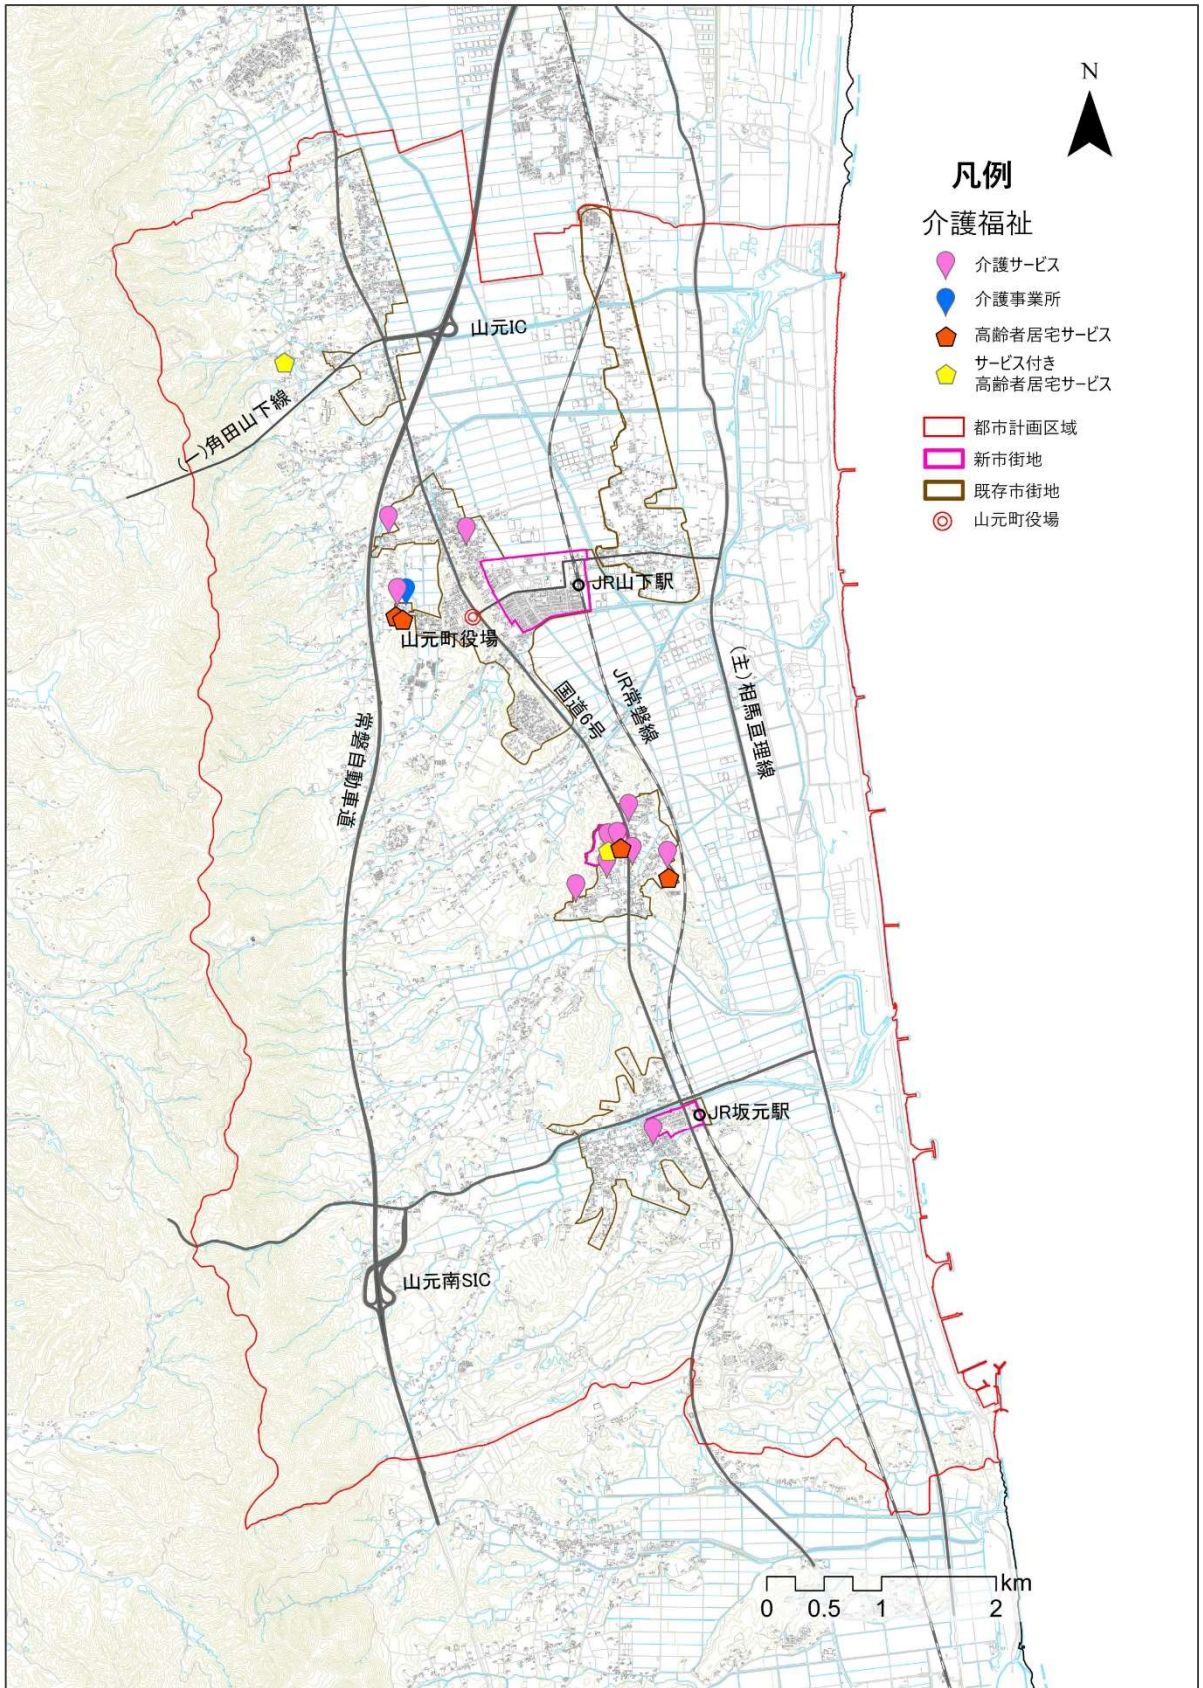 N
凡例
介護福祉
介護サービス
介護事業所
高齢者居宅サービス
サービス付き
高齢者居宅サービス
都市計画区域
新市街地
既存市街地
山元町役場
山元IC
(一)角田山下線
JR山下駅
山元町役場
国道6号
JR常磐線
(主)相馬亘理線
常磐自動車道
JR坂元駅
山元南SIC
km
0 0.5 1 2